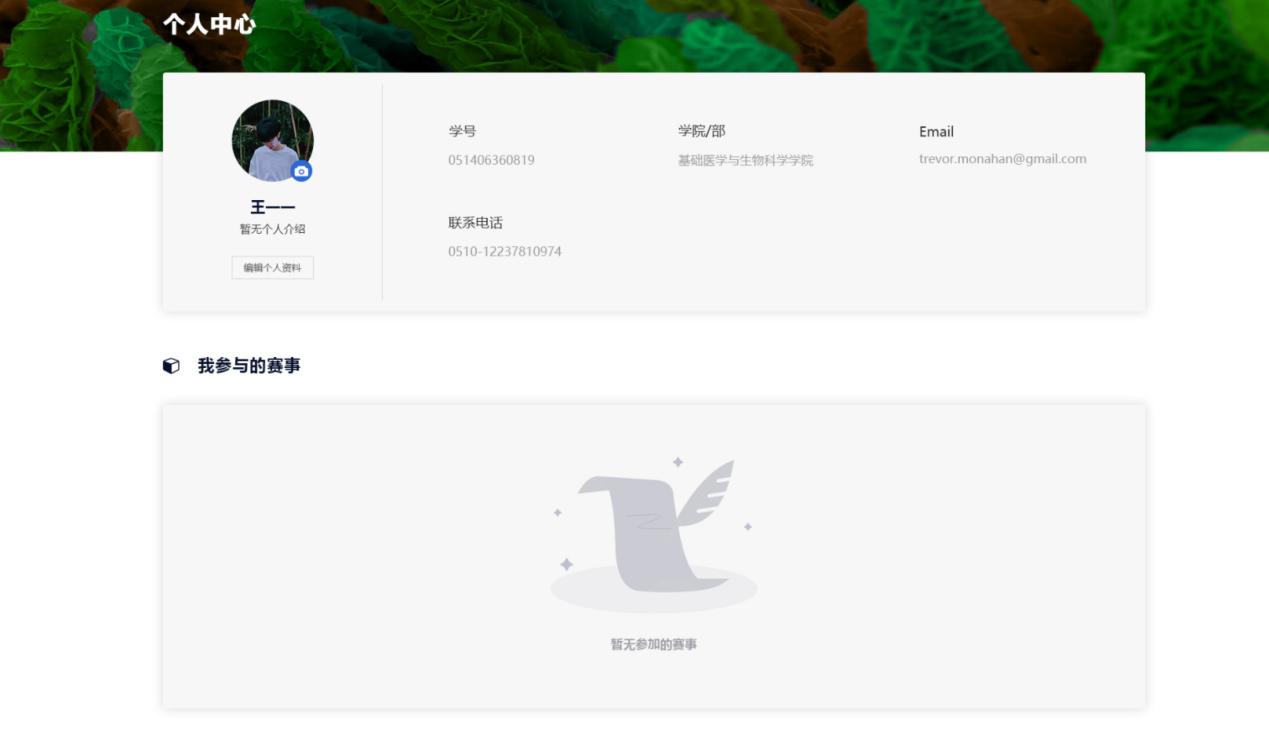 个人中心
王一一
暂无个人介绍
编辑个人资料
学号
051406360819
学院/部
基础医学与生物科学学院
Email
trevor.monahan@gmail.com
联系电话
0510-12237810974
我参与的赛事
暂无参加的赛事